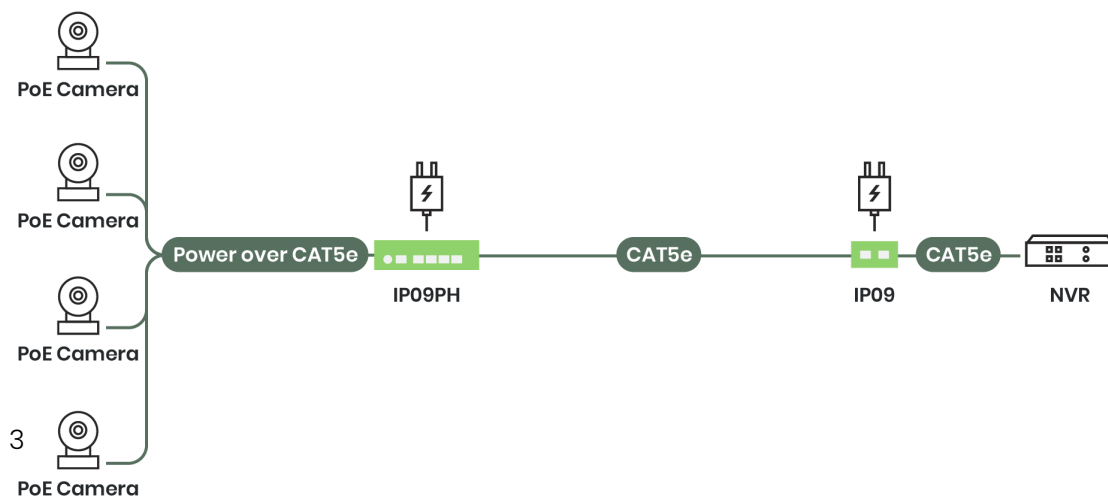 PoE Camera
PoE Camera
Power over CAT5e
CAT5e
CAT5e
IP09PH
IP09
NVR
PoE Camera
3
PoE Camera